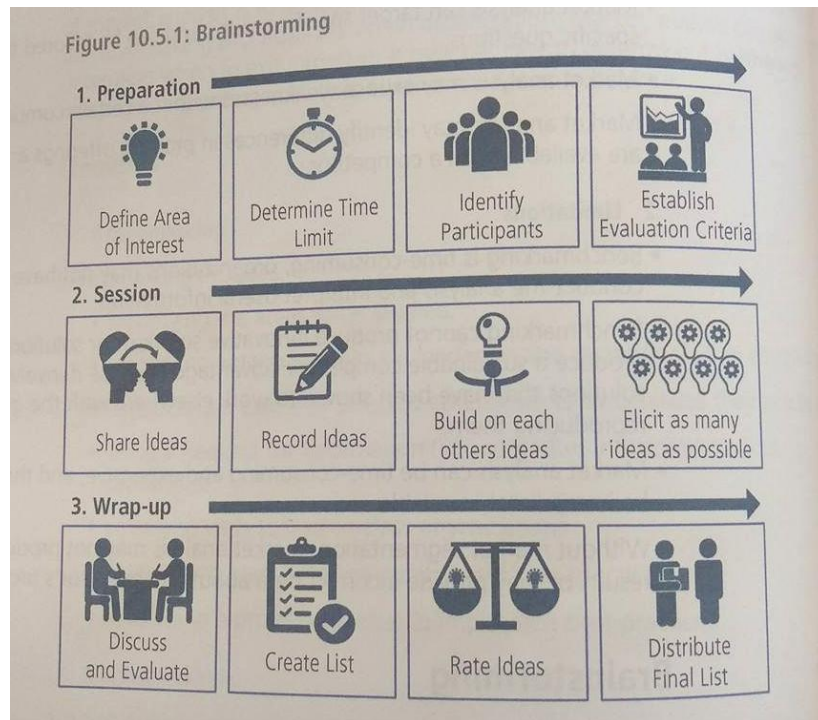 Figure 10.5.1: Brainstorming
1. Preparation
Define Area
of Interest
Determine Time
Limit
Identify
Participants
Establish
Evaluation Criteria
2. Session
Share Ideas
Record Ideas
Build on each
others ideas
Elicit as many
ideas as possible
3. Wrap-up
Discuss
and Evaluate
Create List
Rate Ideas
Distribute
Final List